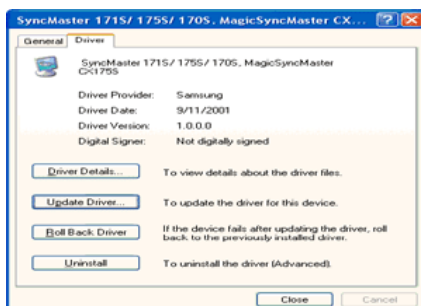 SyncMaster 171S/ 175S/ 170S, MagicSyncMaster CX...
General
Driver
SyncMaster 171S/ 175S/ 170S, MagicSyncMaster
CX175S
Driver Provider: Samsung
Driver Date: 9/11/2001
Driver Version: 1.0.0.0
Digital Signer: Not digitally signed
Driver Details... To view details about the driver files.
Update Driver... To update the driver for this device.
Roll Back Driver If the device fails after updating the driver, roll
back to the previously installed driver.
Uninstall To uninstall the driver (Advanced).
Close Cancel